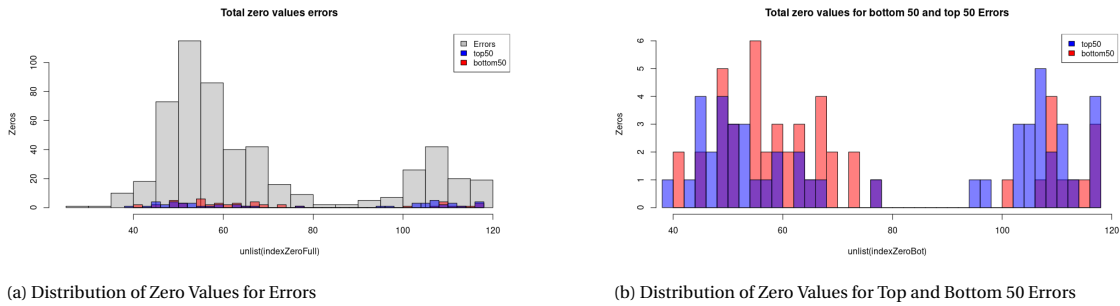 Total zero values errors
Errors
top50
bottom50
Zeros
0 20 40 60 80 100
40 60 80 100 120
unlist(indexZeroFull)
(a) Distribution of Zero Values for Errors
Total zero values for bottom 50 and top 50 Errors
top50
bottom50
Zeros
0 1 2 3 4 5 6
40 60 80 100 120
unlist(indexZeroBot)
(b) Distribution of Zero Values for Top and Bottom 50 Errors